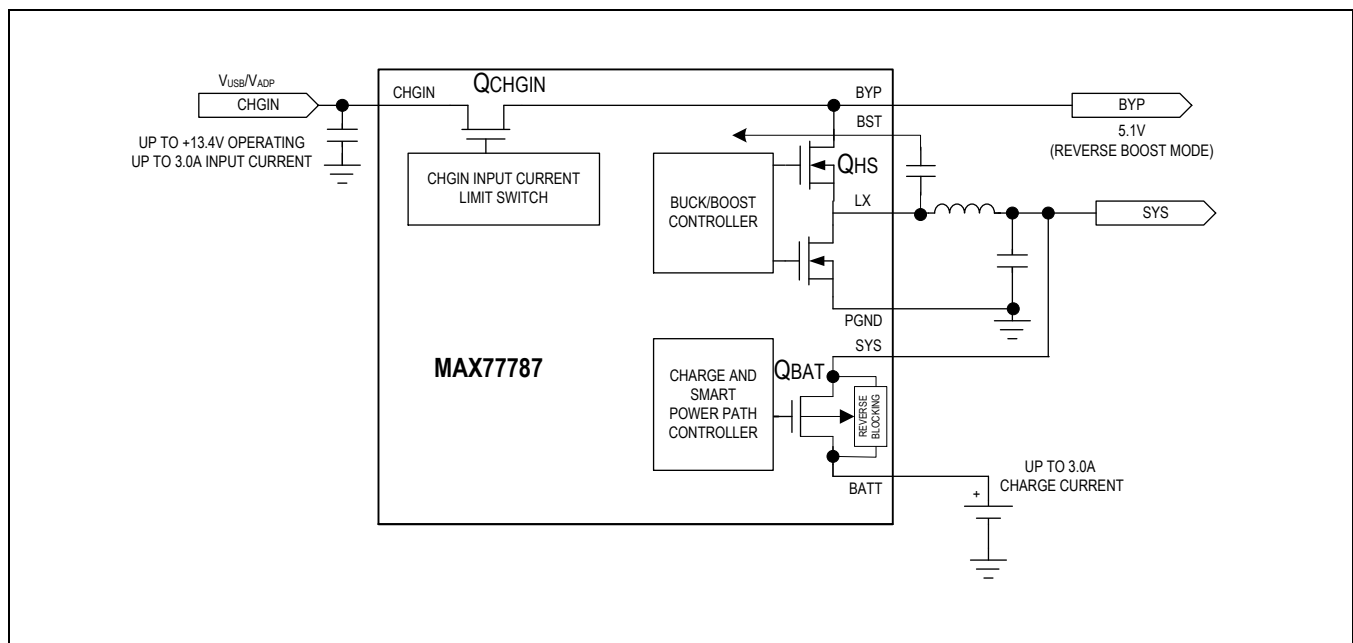 VUSB/VADP
CHGIN
UP TO +13.4V OPERATING
UP TO 3.0A INPUT CURRENT
CHGIN
QCHGIN
CHGIN INPUT CURRENT
LIMIT SWITCH
BYP
BST
BYP
5.1V
(REVERSE BOOST MODE)
QHS
BUCK/BOOST
CONTROLLER
LX
SYS
PGND
SYS
MAX77787
CHARGE AND
SMART
POWER PATH
CONTROLLER
QBAT
REVERSE
BLOCKING
BATT
UP TO 3.0A
CHARGE CURRENT
+